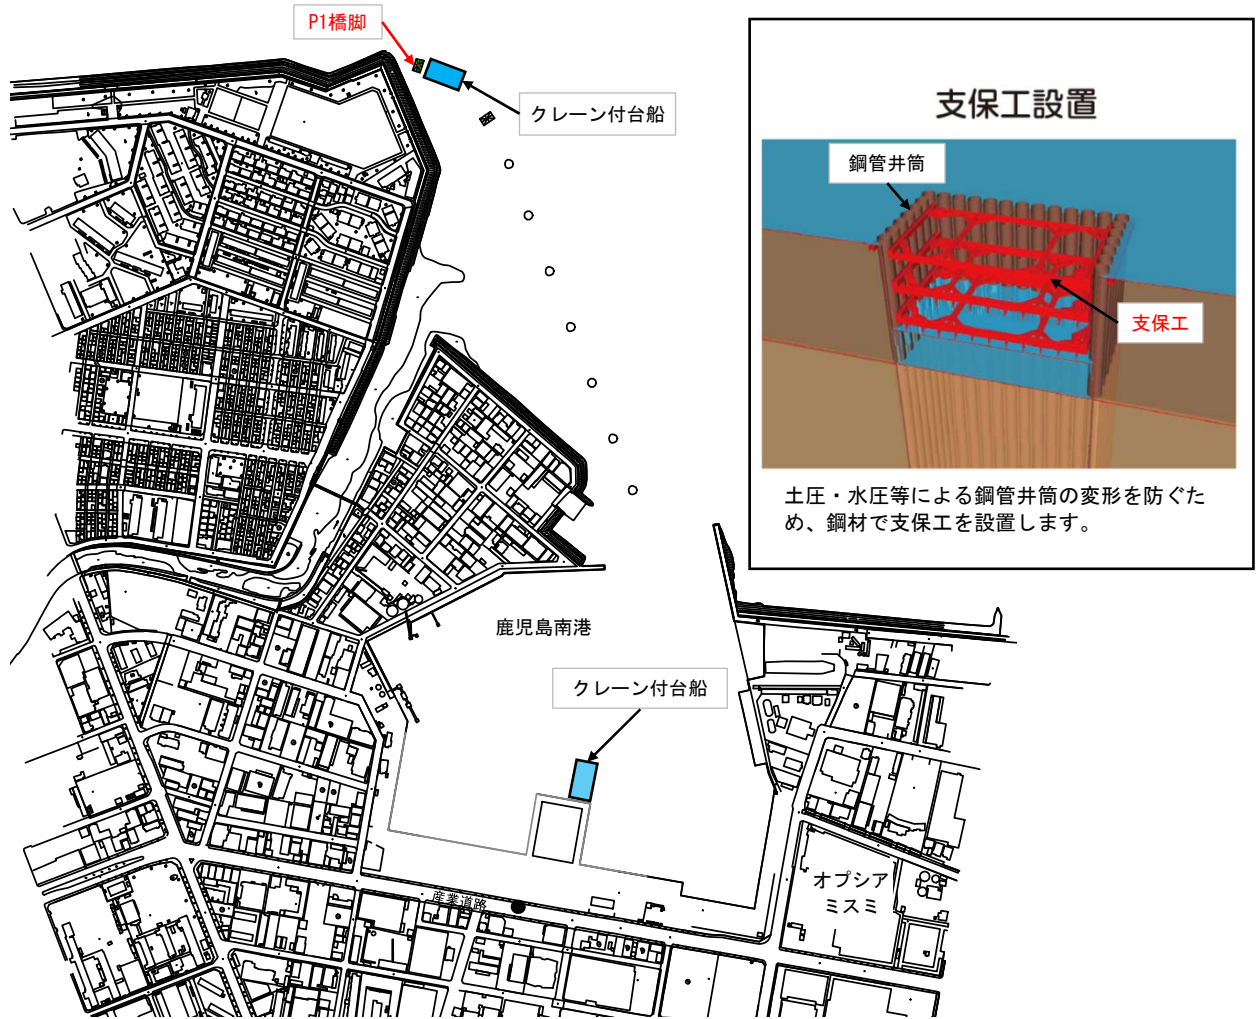 P1橋脚
クレーン付台船
支保工設置
鋼管井筒
支保工
土圧・水圧等による鋼管井筒の変形を防ぐた
め、鋼材で支保工を設置します。
鹿児島南港
クレーン付台船
オプシア
ミスミ
産業道路